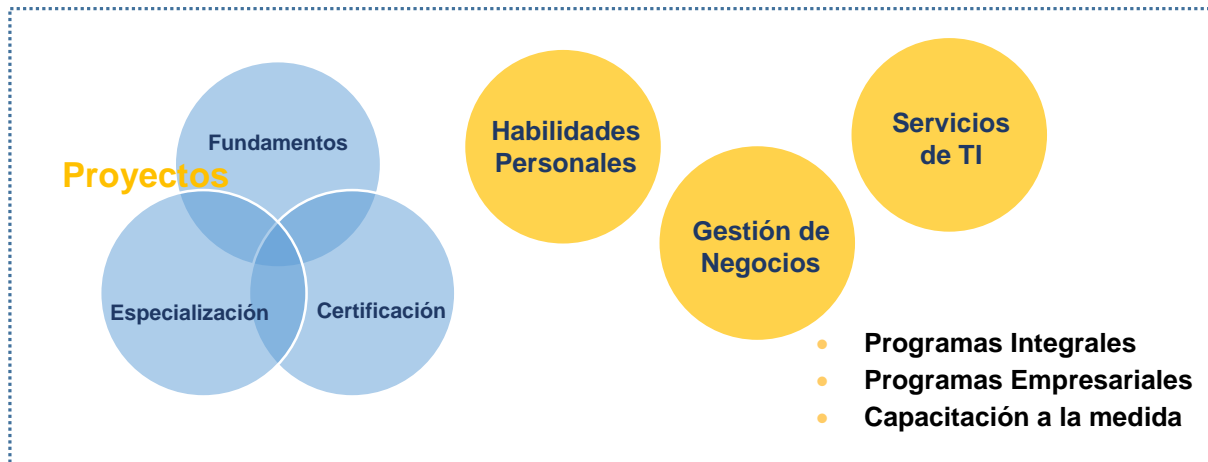 Proyectos
Fundamentos
Especialización
Certificación
Habilidades
Personales
Gestión de
Negocios
Servicios
de TI
Programas Integrales
Programas Empresariales
Capacitación a la medida